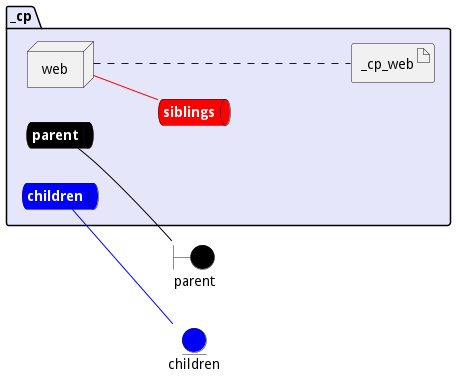 _cp
web
_cp_web
siblings
parent
children
parent
children